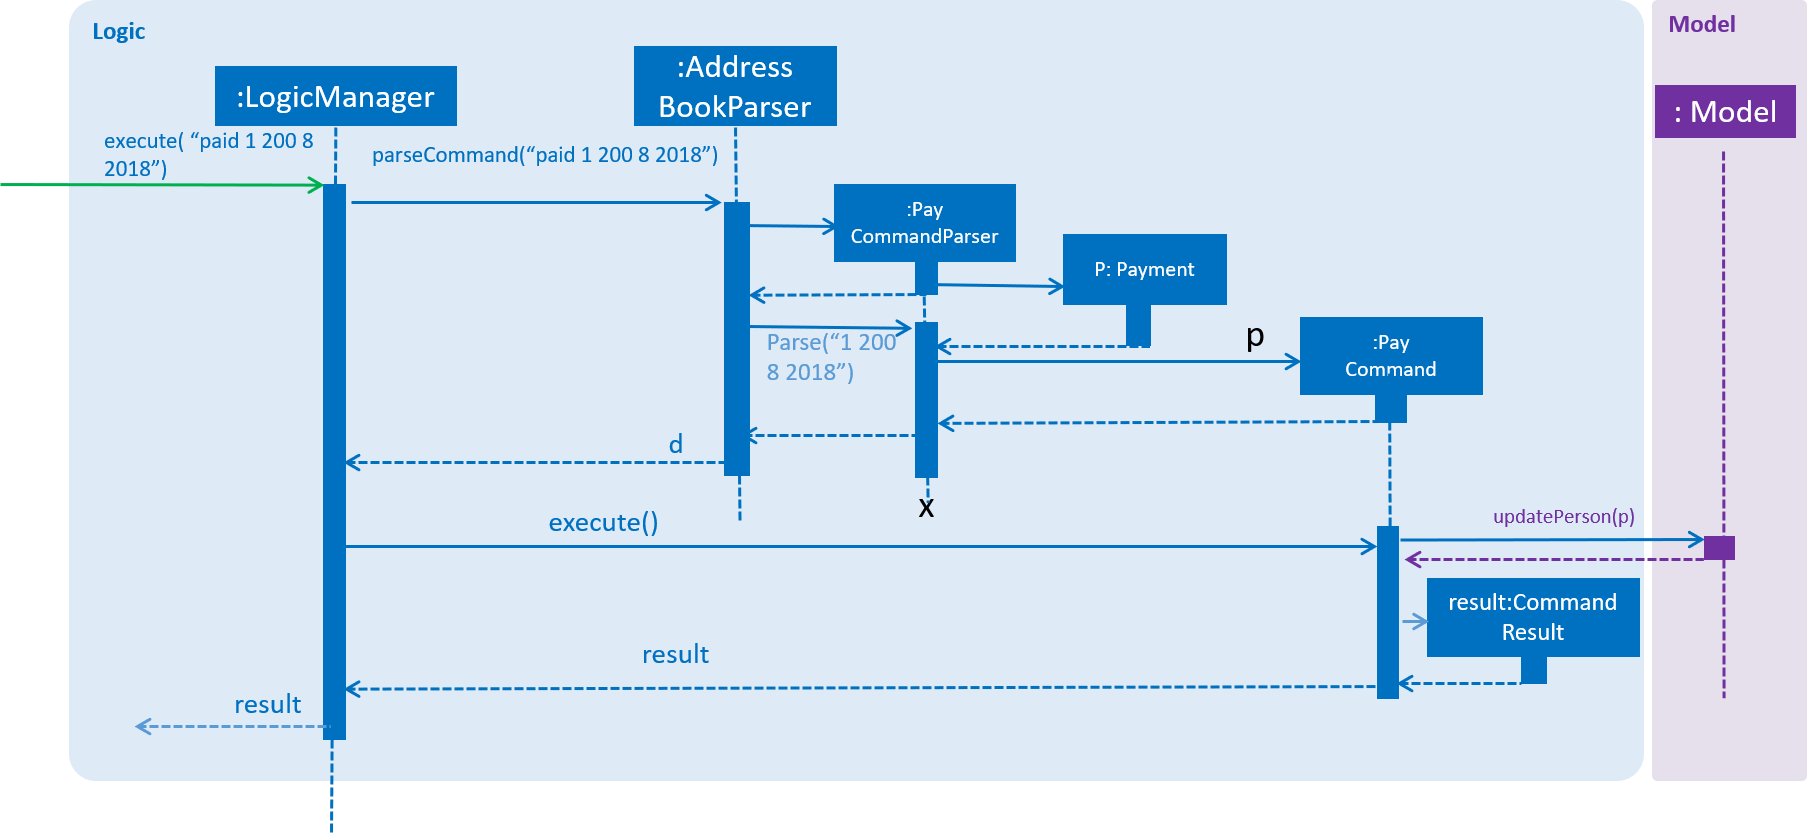 Logic
Model
:Address
BookParser
:LogicManager
: Model
execute( “paid 1 200 8
2018”)
parseCommand(“paid 1 200 8 2018”)
:Pay
CommandParser
P: Payment
Parse(“1 200
8 2018”)
p
:Pay
Command
d
x
execute()
updatePerson(p)
result:Command
Result
result
result